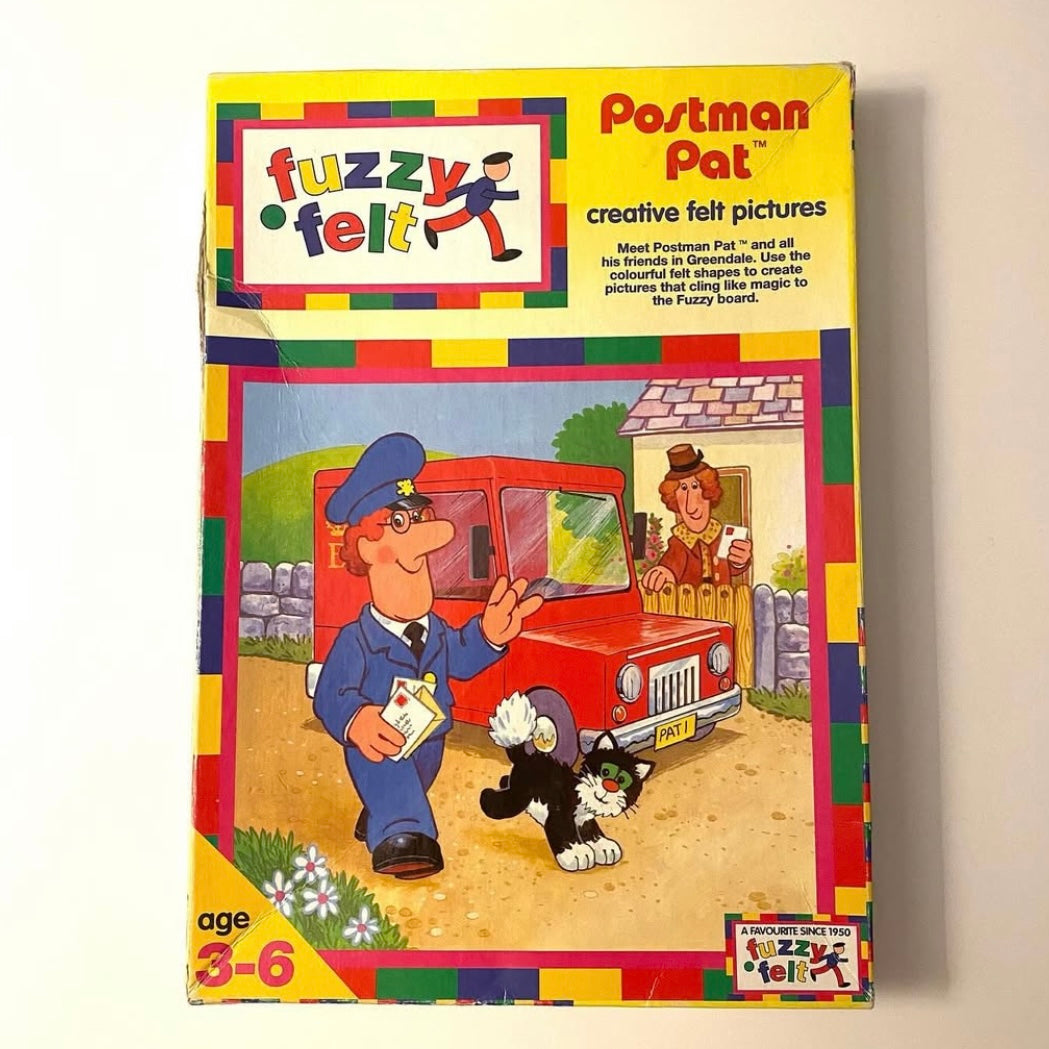 fuzzy
felt
Postman
Pat™
creative felt pictures
Meet Postman Pat™ and all
his friends in Greendale. Use the
colourful felt shapes to create
pictures that cling like magic to
the Fuzzy board.
E
PAT 1
age
3-6
A FAVOURITE SINCE 1950
fuzzy
felt